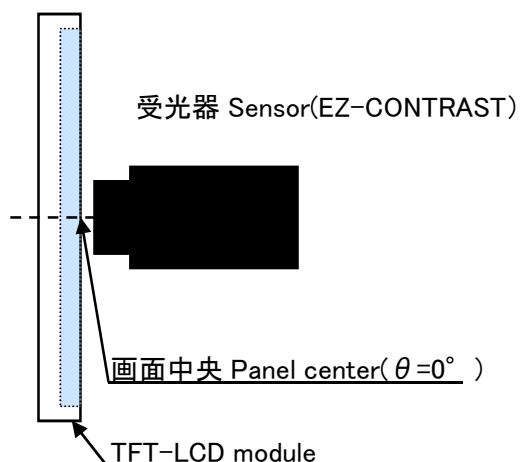 受光器 Sensor(EZ-CONTRAST)
画面中央 Panel center(θ=0° )
TFT-LCD module